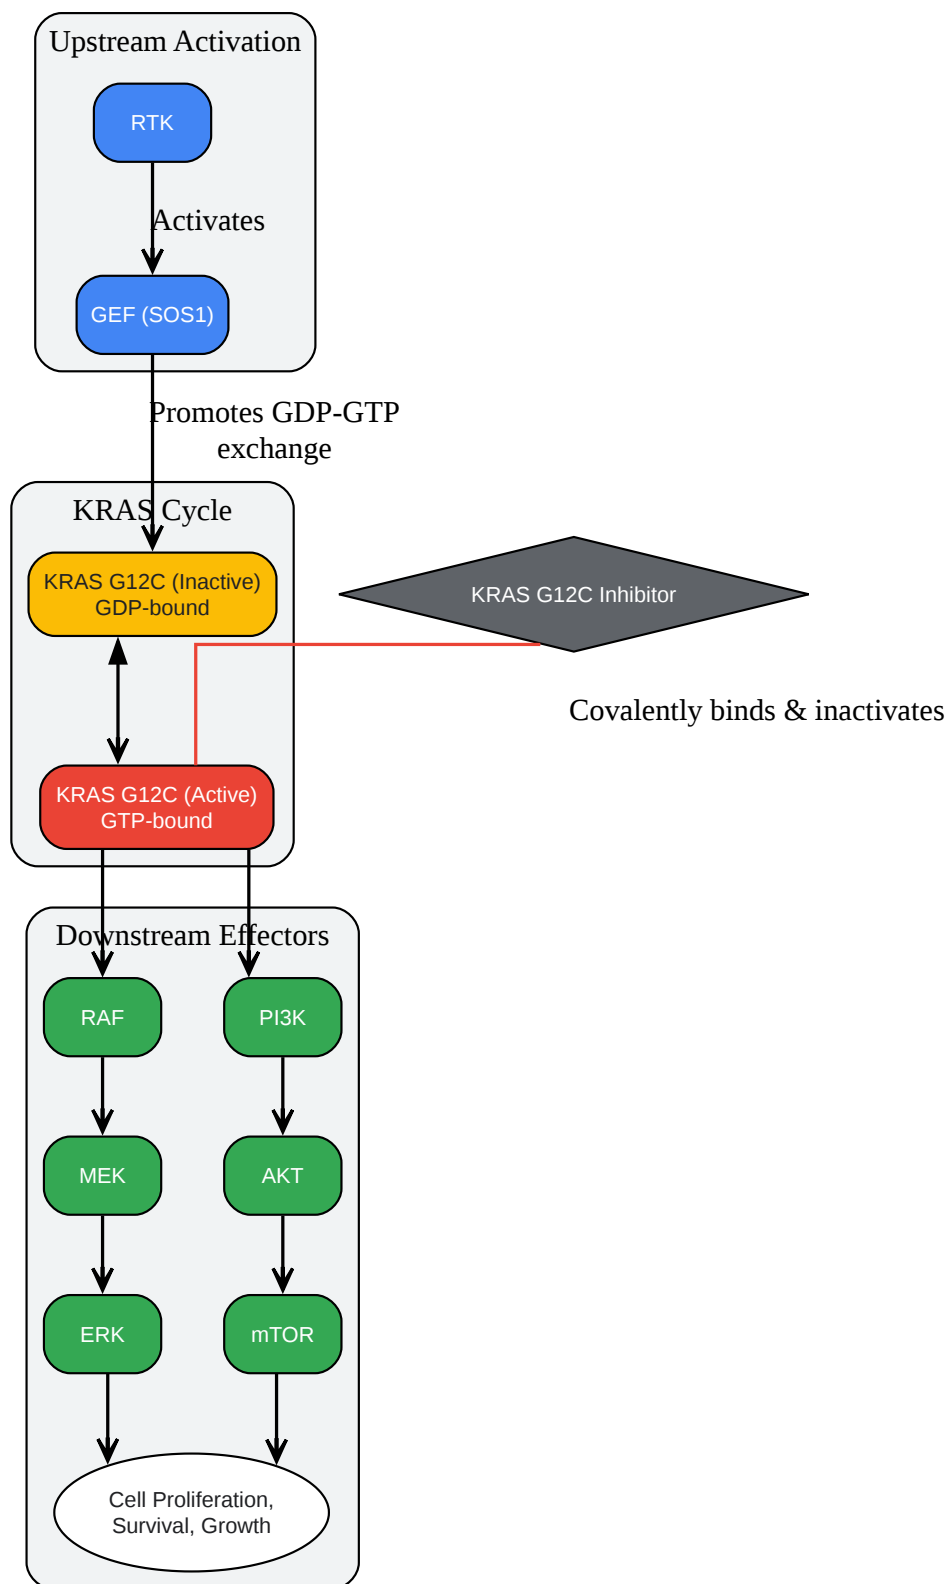 Upstream Activation
RTK
Activates
GEF (SOS1)
Promotes GDP-GTP
exchange
KRAS Cycle
KRAS G12C (Inactive)
GDP-bound
KRAS G12C Inhibitor
Covalently binds & inactivates
KRAS G12C (Active)
GTP-bound
Downstream Effectors
RAF
PI3K
MEK
AKT
ERK
mTOR
Cell Proliferation,
Survival, Growth